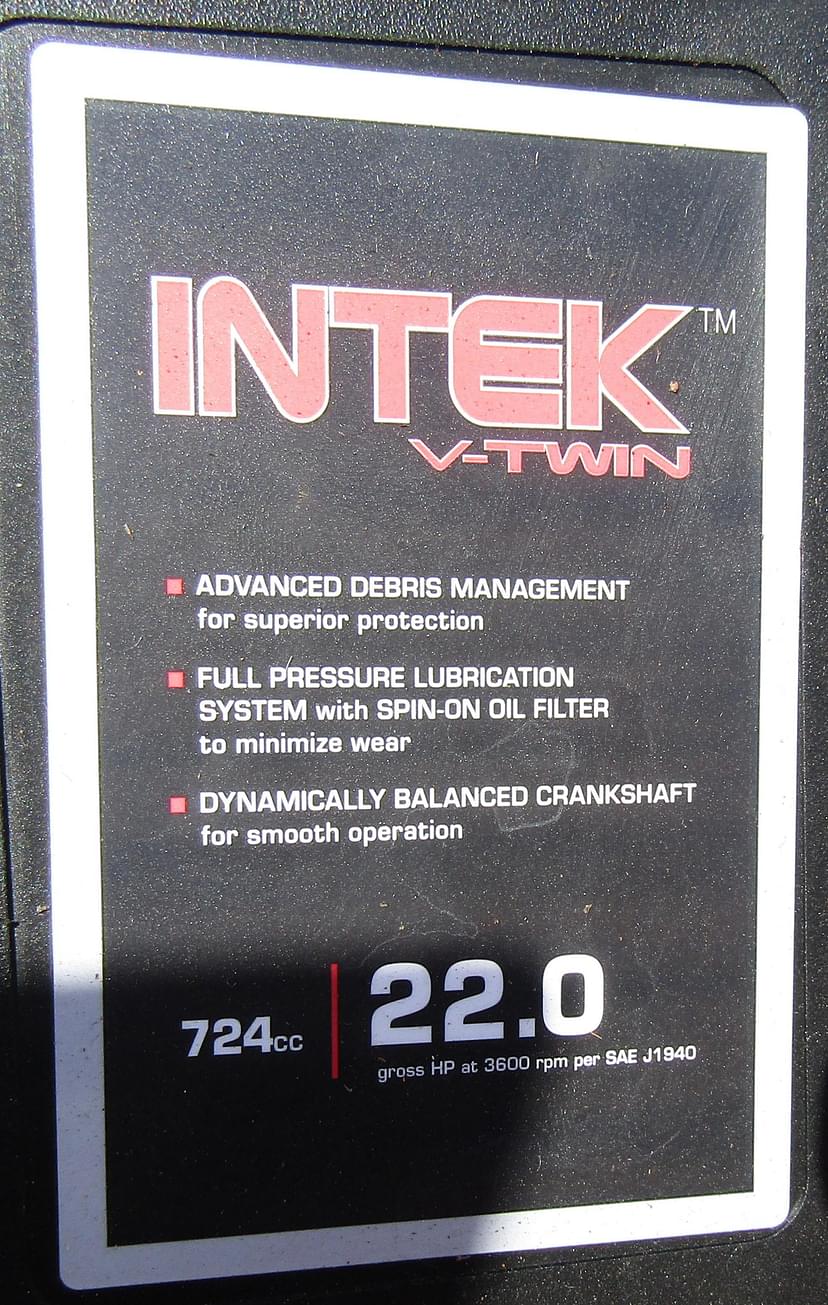 INTEK™
V-TWIN
ADVANCED DEBRIS MANAGEMENT
for superior protection
FULL PRESSURE LUBRICATION
SYSTEM with SPIN-ON OIL FILTER
to minimize wear
DYNAMICALLY BALANCED CRANKSHAFT
for smooth operation
724cc
22.0
gross HP at 3600 rpm per SAE J1940